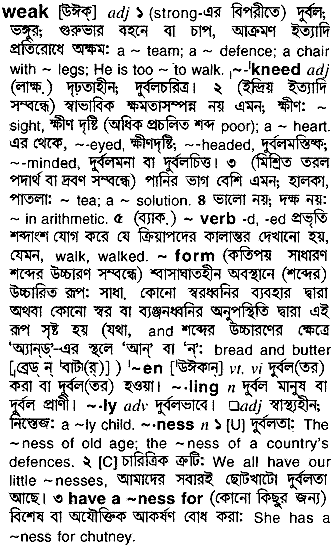 weak [উঈক্] adj ১ (strong-এর বিপরীতে) দুর্বল;
ভঙ্গুর; গুরুভার বহনে বা চাপ, আক্রমণ ইত্যাদি
প্রতিরোধে অক্ষম: a ~ team; a ~ defence; a chair
with ~ legs; He is too ~ to walk. ~-'kneed adj
(লাক্ষ.) দৃঢ়তাহীন; দুর্বলচরিত্র। ২ (ইন্দ্রিয় ইত্যাদি
সম্বন্ধে) স্বাভাবিক ক্ষমতাসম্পন্ন নয় এমন; ক্ষীণ: ~
sight, ক্ষীণ দৃষ্টি (অধিক প্রচলিত শব্দ poor); a ~ heart.
এর থেকে, ~-eyed, ক্ষীণদৃষ্টি; ~-headed, দুর্বলমস্তিষ্ক;
~-minded, দুর্বলমনা বা দুর্বলচিত্ত। ৩ (মিশ্রিত তরল
পদার্থ বা দ্রবণ সম্বন্ধে) পানির ভাগ বেশি এমন; হালকা,
পাতলা: ~ tea; a ~ solution. ৪ ভালো নয়; দক্ষ নয়:
~ in arithmetic. ৫ (ব্যাক.) ~ verb -d, -ed প্রভৃতি
শব্দাংশ যোগ করে যে ক্রিয়াপদের কালান্তর দেখানো হয়,
যেমন, walk, walked. ~ form (কতিপয় সাধারণ
শব্দের উচ্চারণ সম্বন্ধে) শ্বাসাঘাতহীন অবস্থানে (শব্দের)
উচ্চারিত রূপ: সাধা, কোনো স্বরধ্বনির ব্যবহার দ্বারা
অথবা কোনো স্বর বা ব্যঞ্জনধ্বনির অনুপস্থিতি দ্বারা এই
রূপ সৃষ্ট হয় (যথা, and শব্দের উচ্চারণের ক্ষেত্রে
'অ্যান্ড্'-এর স্থলে 'আন্' বা 'ন্': bread and butter
[,ব্রেড্ ন্ 'বাটা(র্)] ) ~en ['উঈকান্] vt. vi দুর্বল(তর)
করা বা দুর্বল(তর) হওয়া। ~-ling n দুর্বল মানুষ বা
দুর্বল প্রাণী। ~-ly adv দুর্বলভাবে। □adj স্বাস্থ্যহীন;
নিস্তেজ: a ~ly child. ~·ness n ১ [U] দুর্বলতা: The
~ness of old age; the ~ness of a country's
defences. ২ [C] চারিত্রিক ত্রুটি: We all have our
little ~nesses, আমাদের সবারই ছোটখাটো দুর্বলতা
আছে। ৩ have a ~ness for (কোনো কিছুর জন্য)
বিশেষ বা অযৌক্তিক আকর্ষণ বোধ করা: She has a
~ness for chutney.